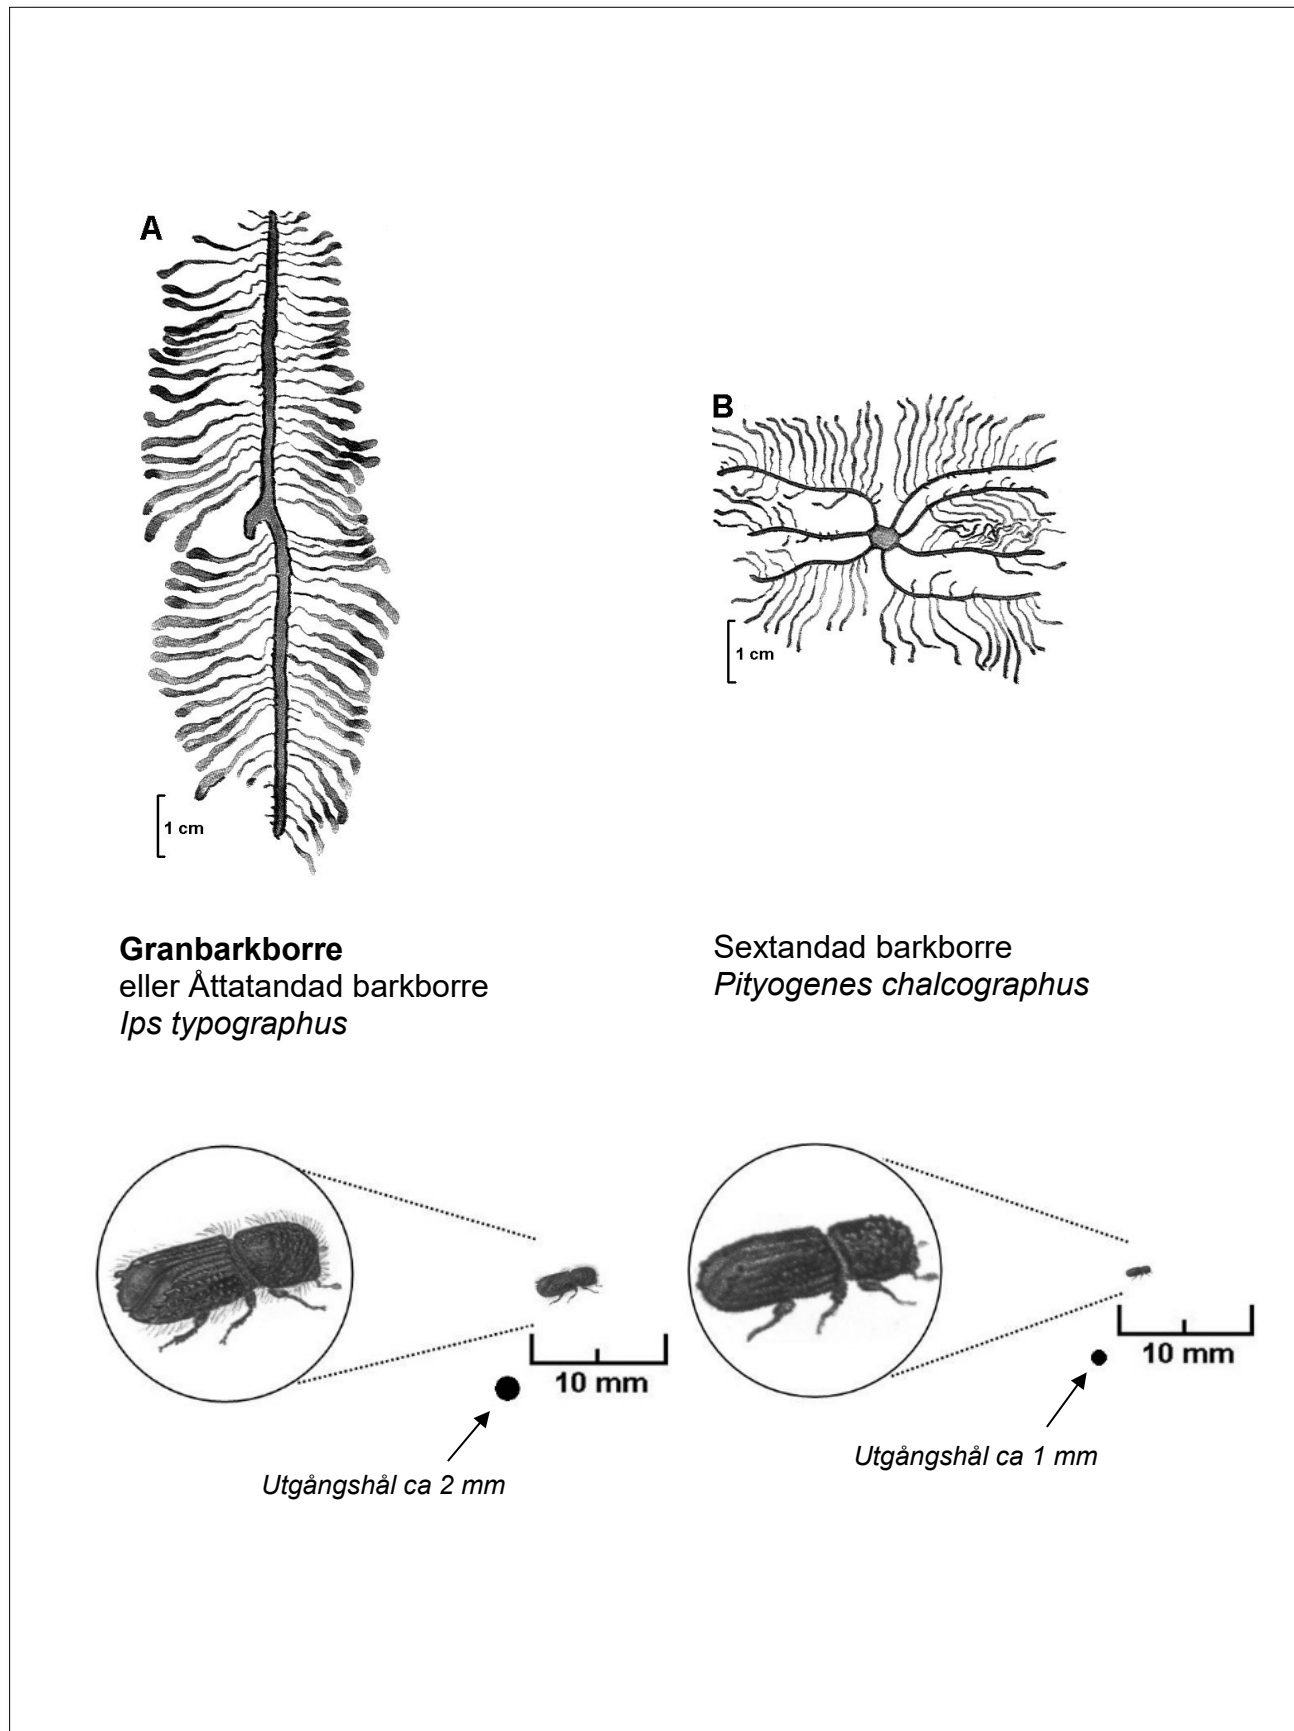 A
B
1 cm
1 cm
Granbarkborre
eller Åttatandad barkborre
Ips typographus
Sextandad barkborre
Pityogenes chalcographus
10 mm
10 mm
Utgångshål ca 2 mm
Utgångshål ca 1 mm